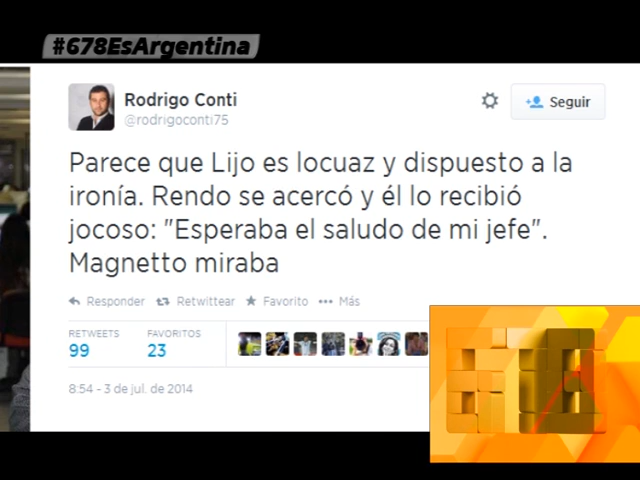 #678EsArgentina
Rodrigo Conti
@rodrigoconti75
Seguir
Parece que Lijo es locuaz y dispuesto a la
ironía. Rendo se acercó y él lo recibió
jocoso: "Esperaba el saludo de mi jefe".
Magnetto miraba
Responder Retwittear Favorito Más
RETWEETS FAVORITOS
99 23
8:54 - 3 de jul. de 2014
678